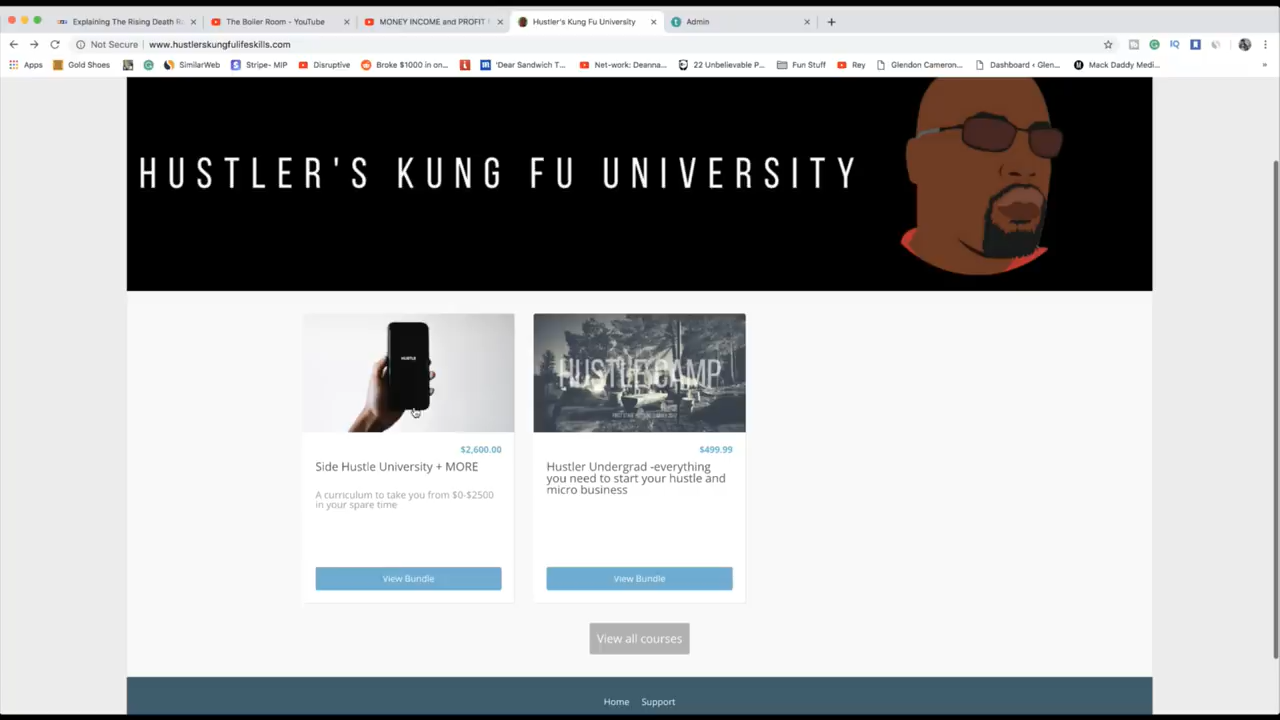 Explaining The Rising Death R
The Boiler Room - YouTube
MONEY INCOME and PROFIT
Hustler's Kung Fu University
Admin
Not Secure
www.hustlerskungfulifeskills.com
Apps
Gold Shoes
SimilarWeb
Stripe- MIP
Disruptive
Broke $1000 in on...
'Dear Sandwich T...
Net-work: Deanna...
22 Unbelievable P...
Fun Stuff
Rey
Glendon Cameron...
Dashboard ‹ Glen...
Mack Daddy Medi...
HUSTLER'S KUNG FU UNIVERSITY
HUSTLE
$2,600.00
Side Hustle University + MORE
A curriculum to take you from $0-$2500
in your spare time
View Bundle
HUSTLE CAMP
$499.99
Hustler Undergrad -everything
you need to start your hustle and
micro business
View Bundle
View all courses
Home
Support